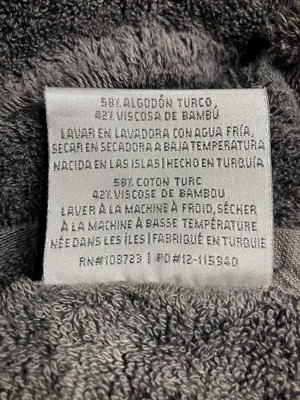 58% ALGODÓN TURCO,
42% VISCOSA DE BAMBÚ
LAVAR EN LAVADORA CON AGUA FRÍA,
SECAR EN SECADORA A BAJA TEMPERATURA
NACIDA EN LAS ISLAS | HECHO EN TURQUÍA
58% COTON TURC
42% VISCOSE DE BAMBOU
LAVER À LA MACHINE À FROID, SÉCHER
À LA MACHINE À BASSE TEMPÉRATURE
NÉE DANS LES ÎLES | FABRIQUÉ EN TURQUIE
RN#108723 | PO#12-115940